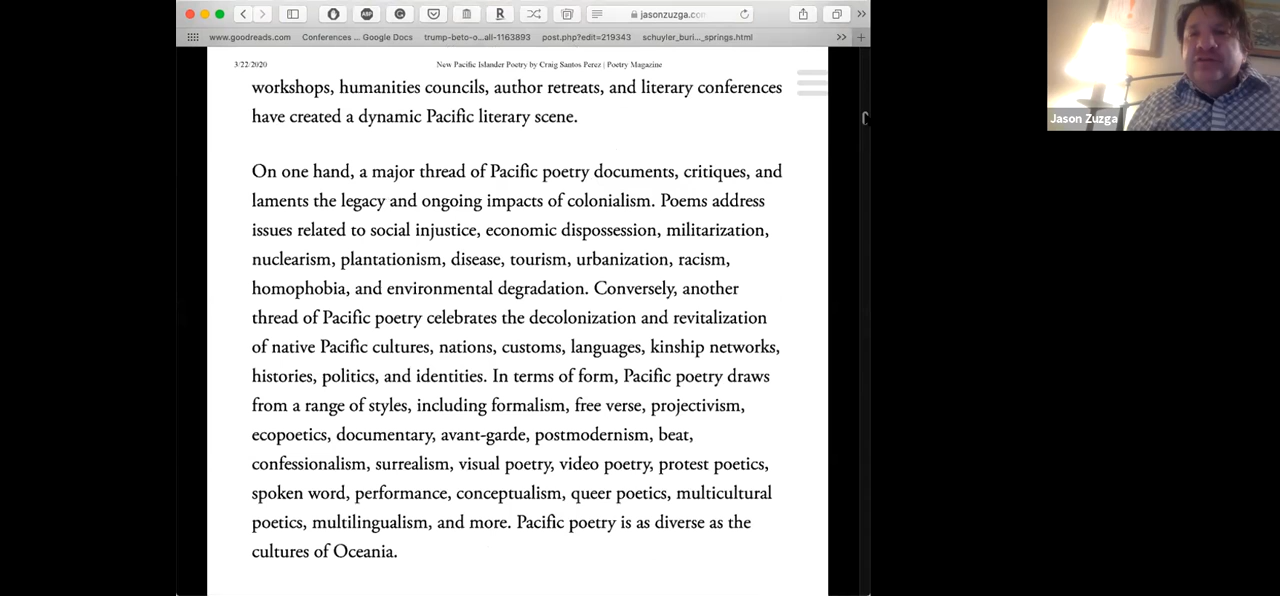 jasonzuzga.com
www.goodreads.com Conferences ... Google Docs trump-beto-o...all-1163893 post.php?edit=219343 schuyler_buri..._springs.html
3/22/2020 New Pacific Islander Poetry by Craig Santos Perez | Poetry Magazine
workshops, humanities councils, author retreats, and literary conferences
have created a dynamic Pacific literary scene.
On one hand, a major thread of Pacific poetry documents, critiques, and
laments the legacy and ongoing impacts of colonialism. Poems address
issues related to social injustice, economic dispossession, militarization,
nuclearism, plantationism, disease, tourism, urbanization, racism,
homophobia, and environmental degradation. Conversely, another
thread of Pacific poetry celebrates the decolonization and revitalization
of native Pacific cultures, nations, customs, languages, kinship networks,
histories, politics, and identities. In terms of form, Pacific poetry draws
from a range of styles, including formalism, free verse, projectivism,
ecopoetics, documentary, avant-garde, postmodernism, beat,
confessionalism, surrealism, visual poetry, video poetry, protest poetics,
spoken word, performance, conceptualism, queer poetics, multicultural
poetics, multilingualism, and more. Pacific poetry is as diverse as the
cultures of Oceania.
Jason Zuzga